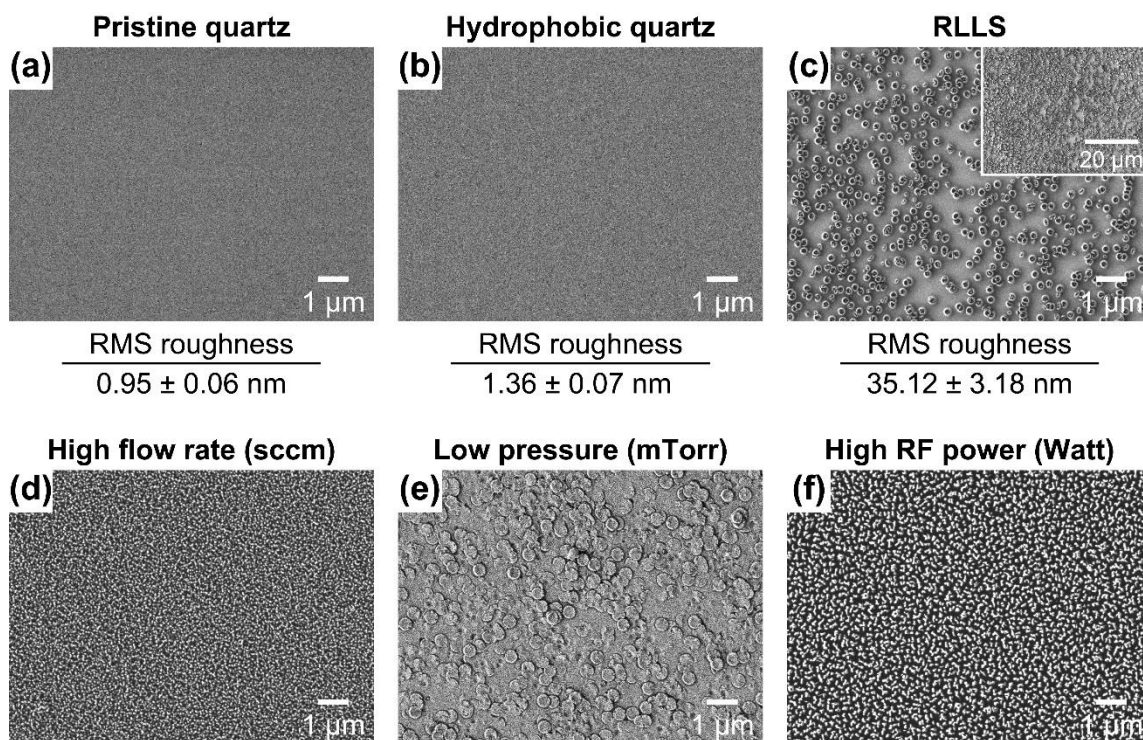 Pristine quartz
(a)
1 µm
RMS roughness
0.95 ± 0.06 nm
Hydrophobic quartz
(b)
1 µm
RMS roughness
1.36 ± 0.07 nm
RLLS
(c)
20 µm
1 µm
RMS roughness
35.12 ± 3.18 nm
High flow rate (sccm)
(d)
1 µm
Low pressure (mTorr)
(e)
1 µm
High RF power (Watt)
(f)
1 µm